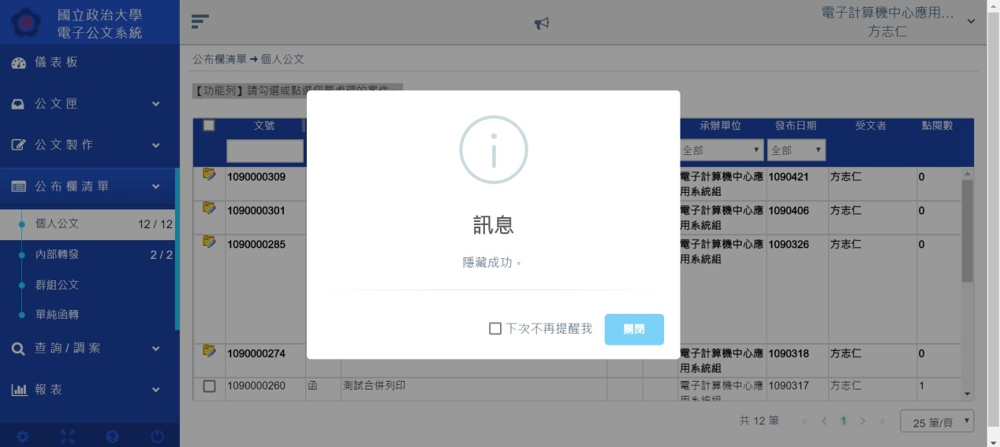 國立政治大學
電子公文系統
電子計算機中心應用...
方志仁
儀表板
公文匣
公文製作
公布欄清單
個人公文 12 / 12
內部轉發 2 / 2
群組公文
單純函轉
查詢/調案
報表
公布欄清單 ➔ 個人公文
【功能列】請勾選或點選您要處理的案件。
文號 承辦單位 發布日期 受文者 點閱數
全部 全部
1090000309 電子計算機中心應用系統組 1090421 方志仁 0
1090000301 電子計算機中心應用系統組 1090406 方志仁 0
1090000285 電子計算機中心應用系統組 1090326 方志仁 0
1090000274 電子計算機中心應用系統組 1090318 方志仁 0
1090000260 函 測試合併列印 電子計算機中心應用系統組 1090317 方志仁 1
訊息
隱藏成功。
下次不再提醒我
關閉
共 12 筆 « 1 » 25 筆/頁